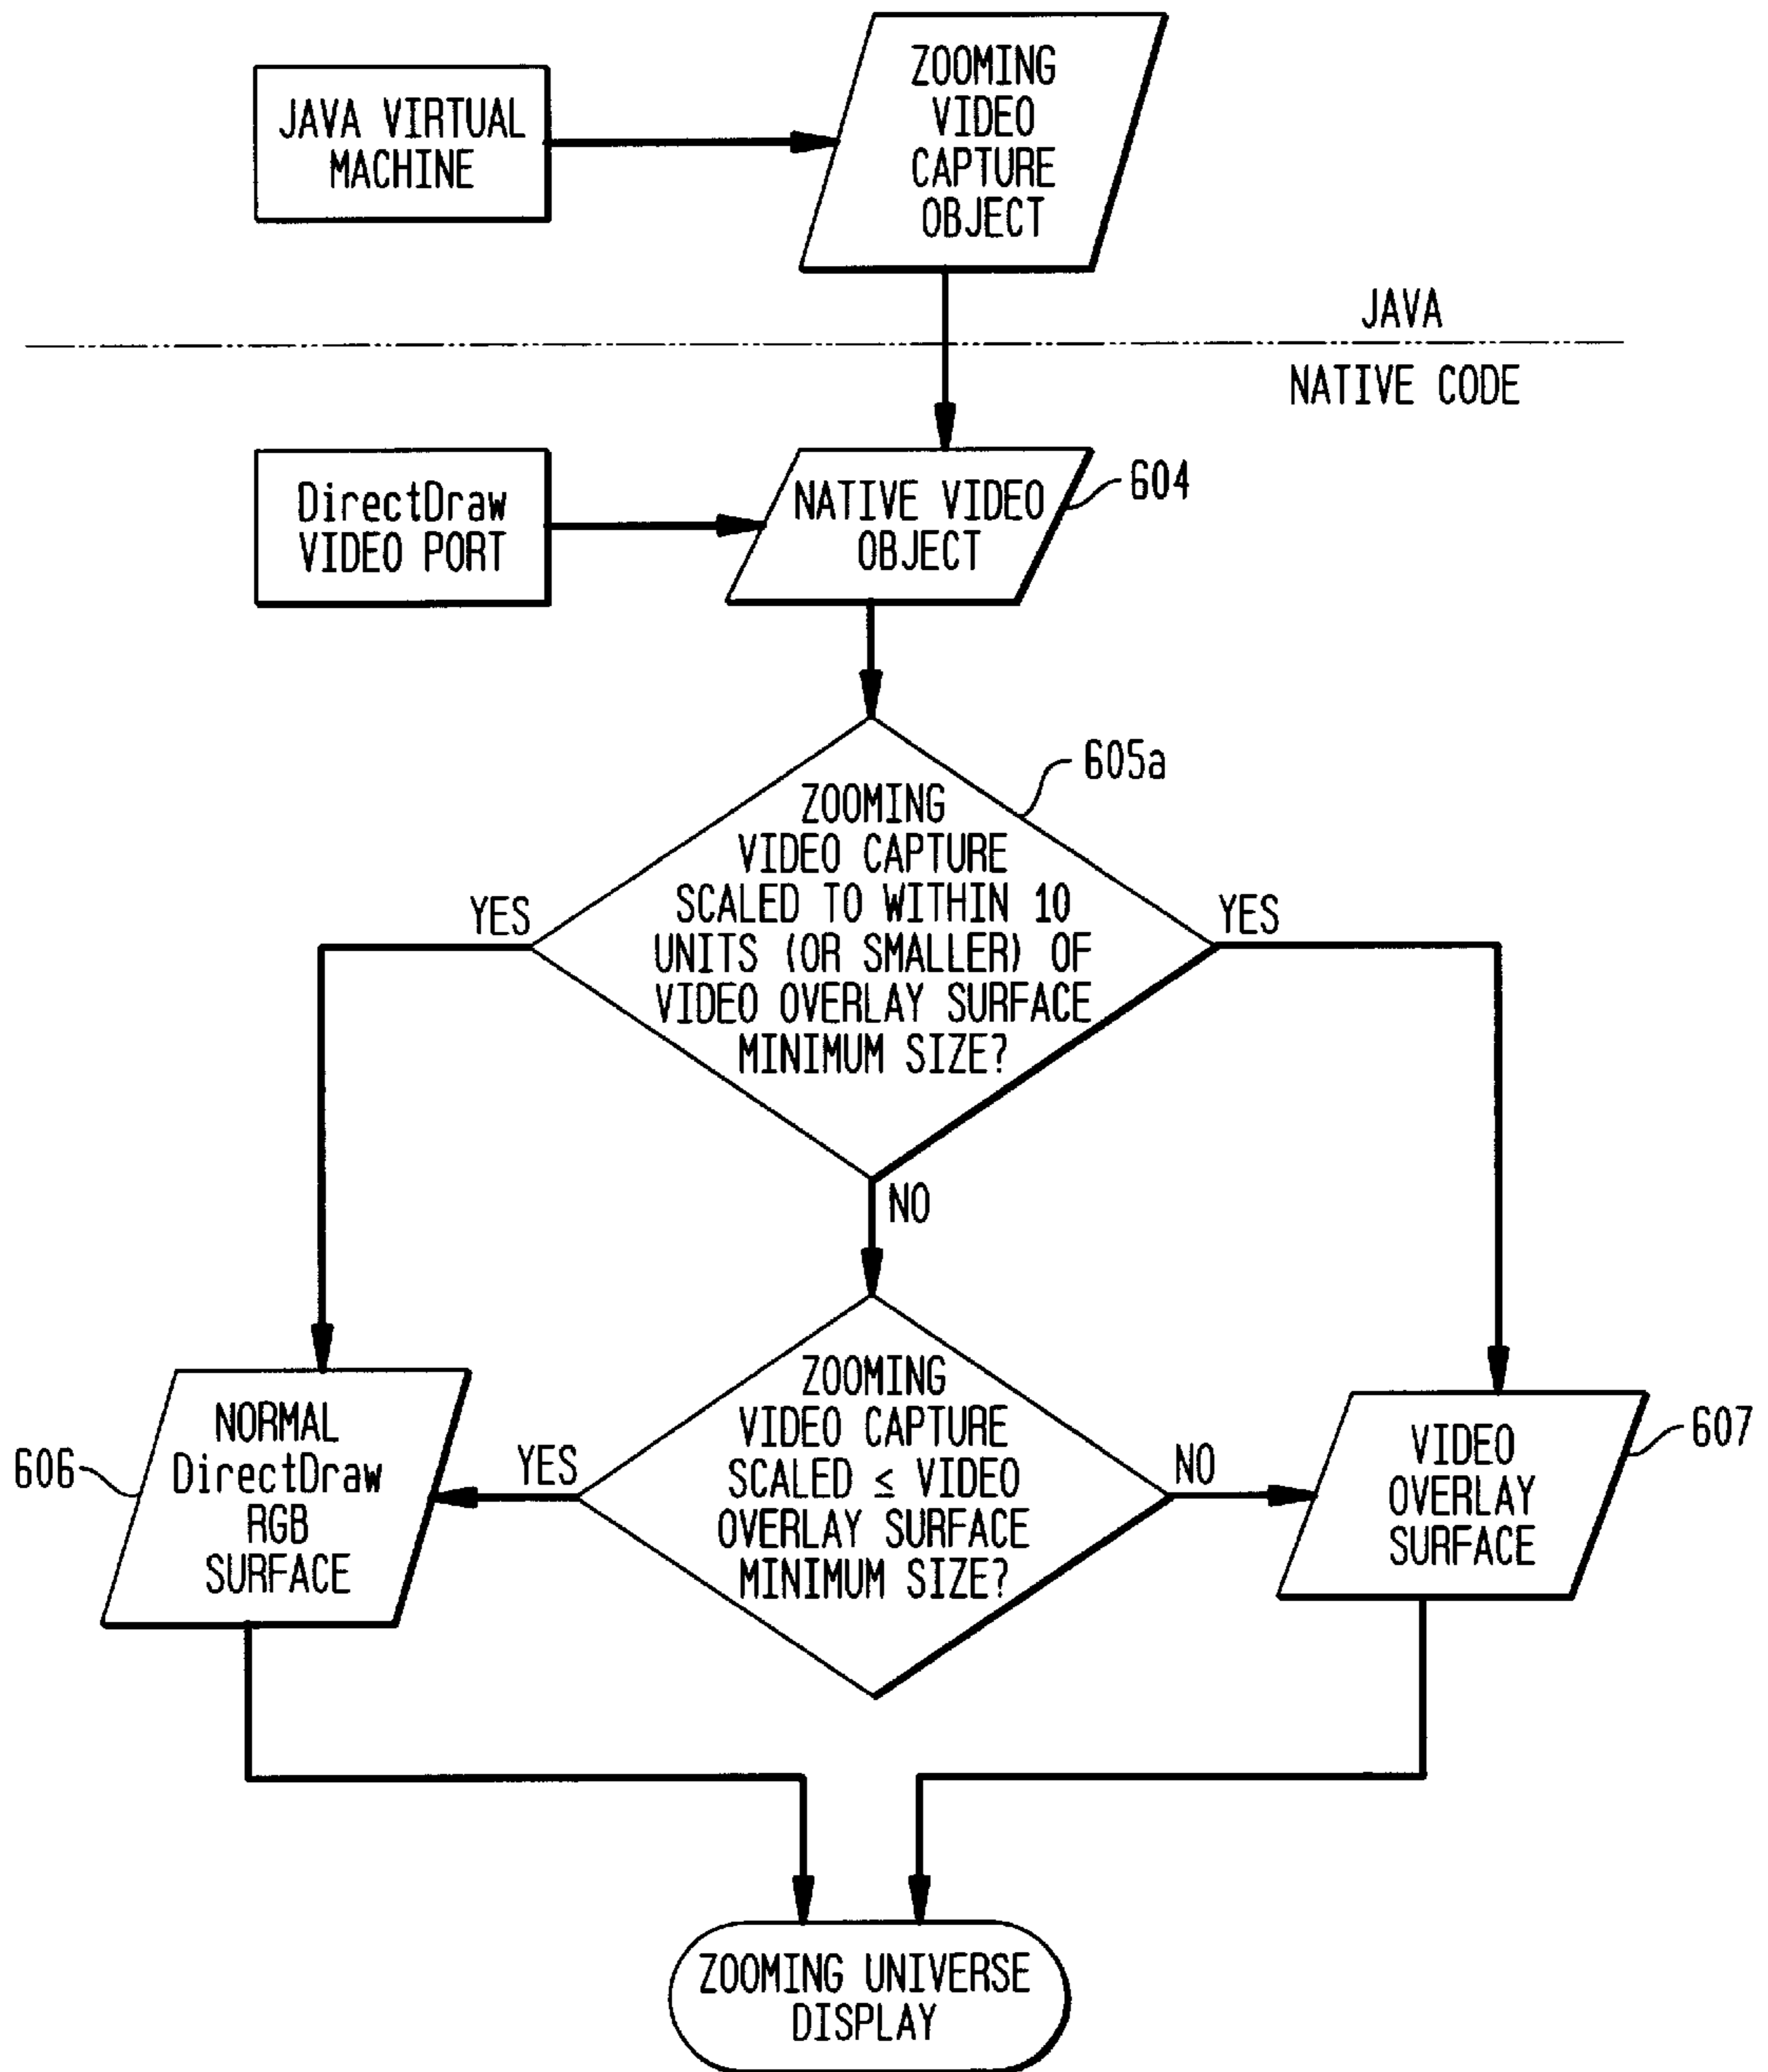 ZOOMING
VIDEO
CAPTURE
OBJECT
JAVA VIRTUAL
MACHINE
JAVA
NATIVE CODE
DirectDraw
VIDEO PORT
NATIVE VIDEO
OBJECT
604
605a
ZOOMING
VIDEO CAPTURE
SCALED TO WITHIN 10
UNITS (OR SMALLER) OF
VIDEO OVERLAY SURFACE
MINIMUM SIZE?
YES
YES
NO
606
NORMAL
DirectDraw
RGB
SURFACE
YES
ZOOMING
VIDEO CAPTURE
SCALED ≤ VIDEO
OVERLAY SURFACE
MINIMUM SIZE?
NO
VIDEO
OVERLAY
SURFACE
607
ZOOMING UNIVERSE
DISPLAY